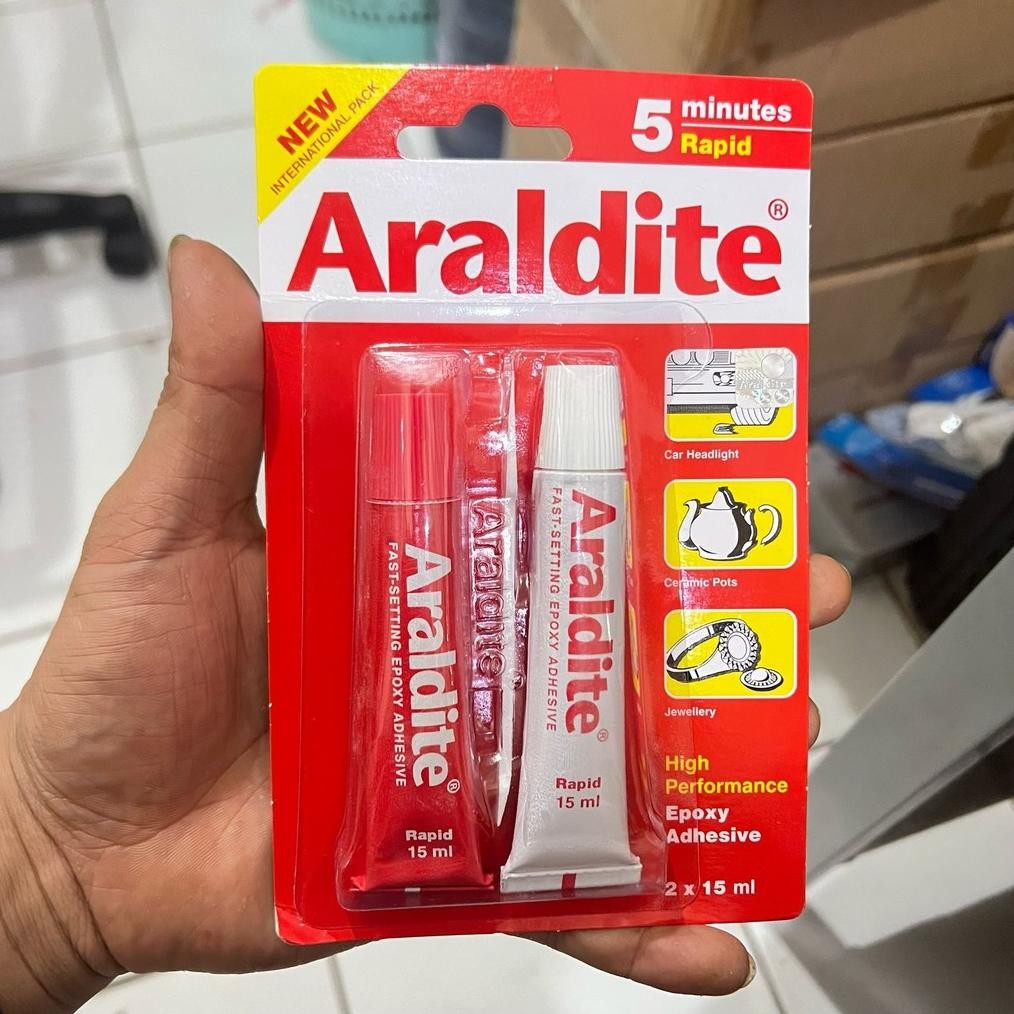 NEW
INTERNATIONAL PACK
5 minutes
Rapid
Araldite®
Araldite®
FAST-SETTING EPOXY ADHESIVE
Rapid
15 ml
Araldite
Araldite®
FAST-SETTING EPOXY ADHESIVE
Rapid
15 ml
Araldite
Car Headlight
Ceramic Pots
Jewellery
High
Performance
Epoxy
Adhesive
2 x 15 ml